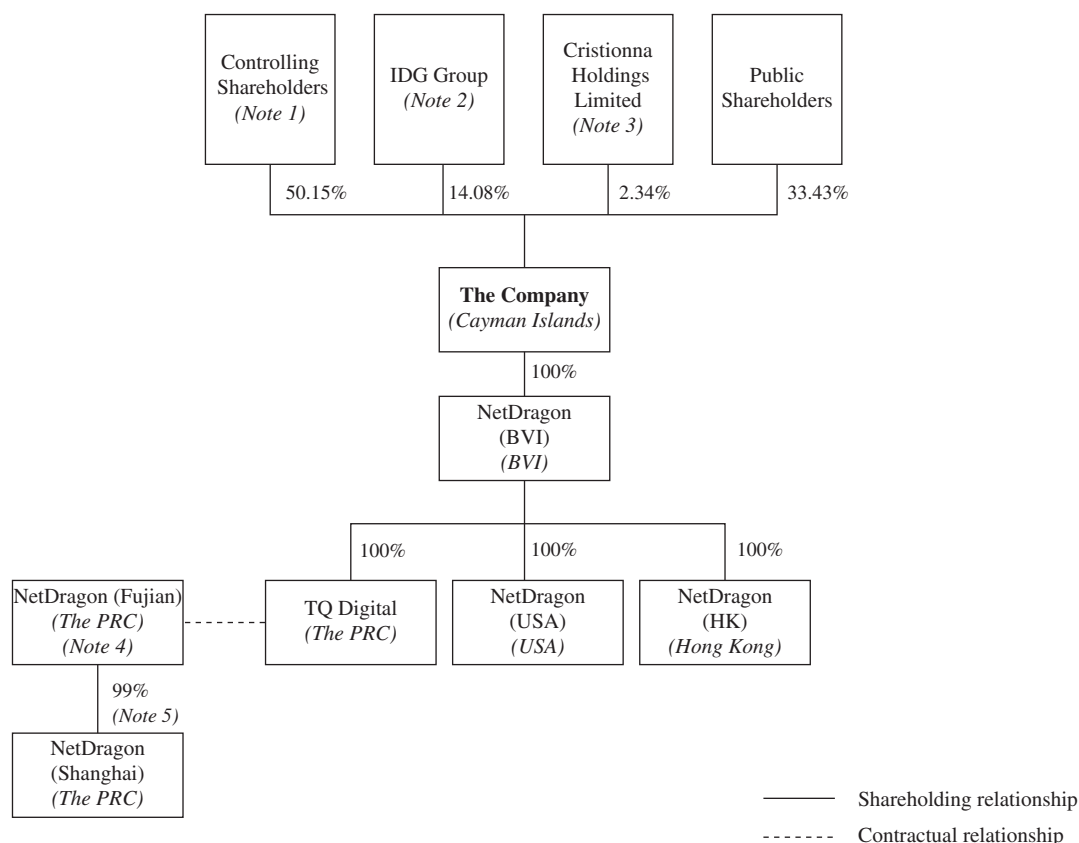 Controlling
Shareholders
(Note 1)
IDG Group
(Note 2)
Cristionna
Holdings
Limited
(Note 3)
Public
Shareholders
50.15%
14.08%
2.34%
33.43%
The Company
(Cayman Islands)
100%
NetDragon
(BVI)
(BVI)
100%
100%
100%
NetDragon (Fujian)
(The PRC)
(Note 4)
TQ Digital
(The PRC)
NetDragon
(USA)
(USA)
NetDragon
(HK)
(Hong Kong)
99%
(Note 5)
NetDragon
(Shanghai)
(The PRC)
Shareholding relationship
Contractual relationship